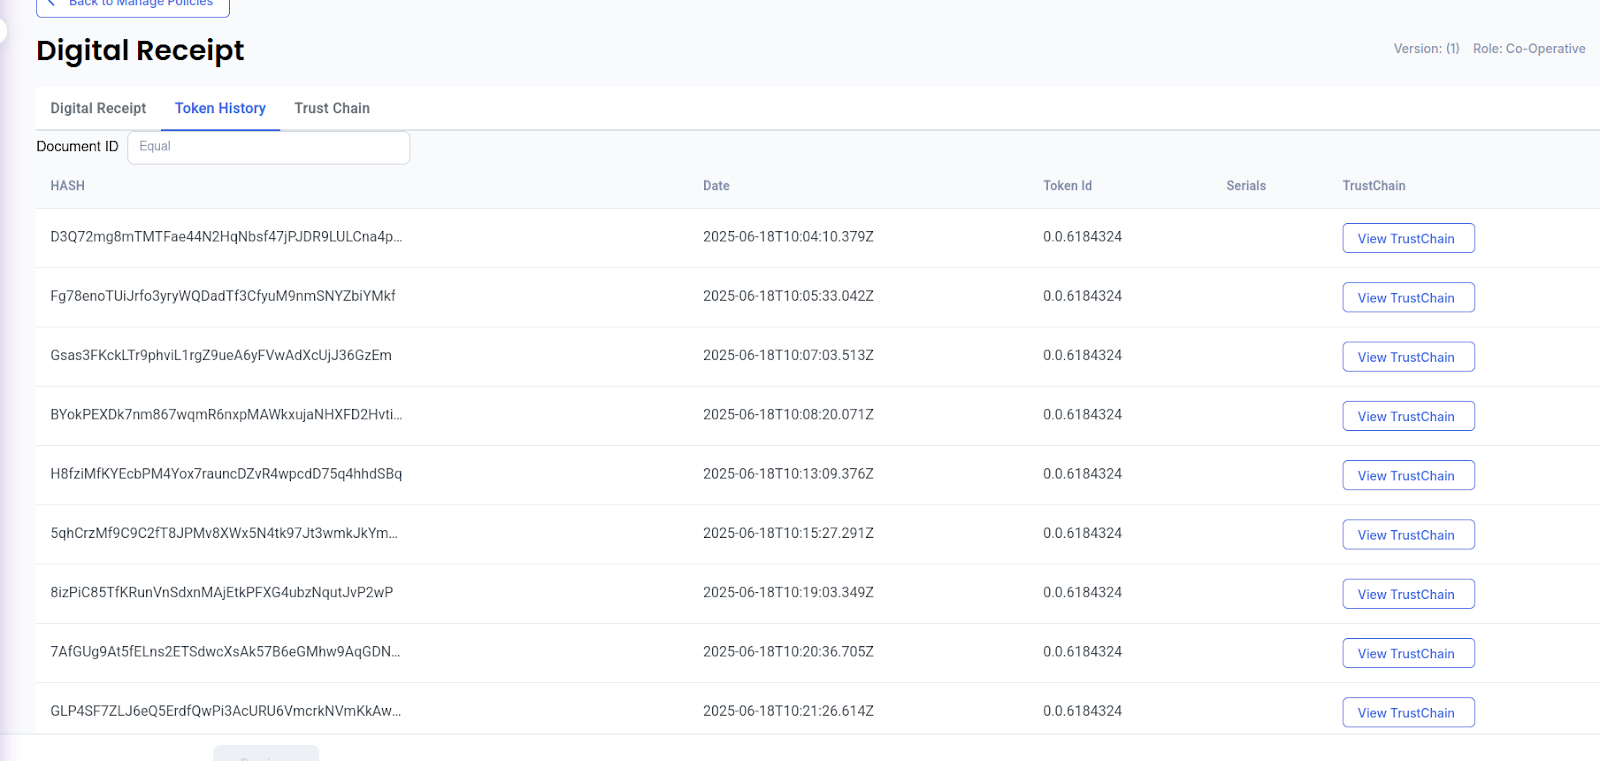 Back to Manage Policies
Digital Receipt
Version: (1) Role: Co-Operative
Digital Receipt Token History Trust Chain
Document ID Equal
HASH Date Token Id Serials TrustChain
D3Q72mg8mTMTFae44N2HqNbsf47jPJDR9LULCna4p... 2025-06-18T10:04:10.379Z 0.0.6184324 View TrustChain
Fg78enoTUiJrfo3yryWQDadTf3CfyuM9nmSNYZbiYMkf 2025-06-18T10:05:33.042Z 0.0.6184324 View TrustChain
Gsas3FKckLTr9phviL1rgZ9ueA6yFVwAdXcUjJ36GzEm 2025-06-18T10:07:03.513Z 0.0.6184324 View TrustChain
BYokPEXDk7nm867wqmR6nxpMAWkxujaNHXFD2Hvti... 2025-06-18T10:08:20.071Z 0.0.6184324 View TrustChain
H8fziMfKYEcbPM4Yox7rauncDZvR4wpcdD75q4hhdSBq 2025-06-18T10:13:09.376Z 0.0.6184324 View TrustChain
5qhCrzMf9C9C2fT8JPMv8XWx5N4tk97Jt3wmkJkYm... 2025-06-18T10:15:27.291Z 0.0.6184324 View TrustChain
8izPiC85TfKRunVnSdxnMAjEtkPFXG4ubzNqutJvP2wP 2025-06-18T10:19:03.349Z 0.0.6184324 View TrustChain
7AfGUg9At5fELns2ETSdwcXsAk57B6eGMhw9AqGDN... 2025-06-18T10:20:36.705Z 0.0.6184324 View TrustChain
GLP4SF7ZLJ6eQ5ErdfQwPi3AcURU6VmcrkNVmKkAw... 2025-06-18T10:21:26.614Z 0.0.6184324 View TrustChain